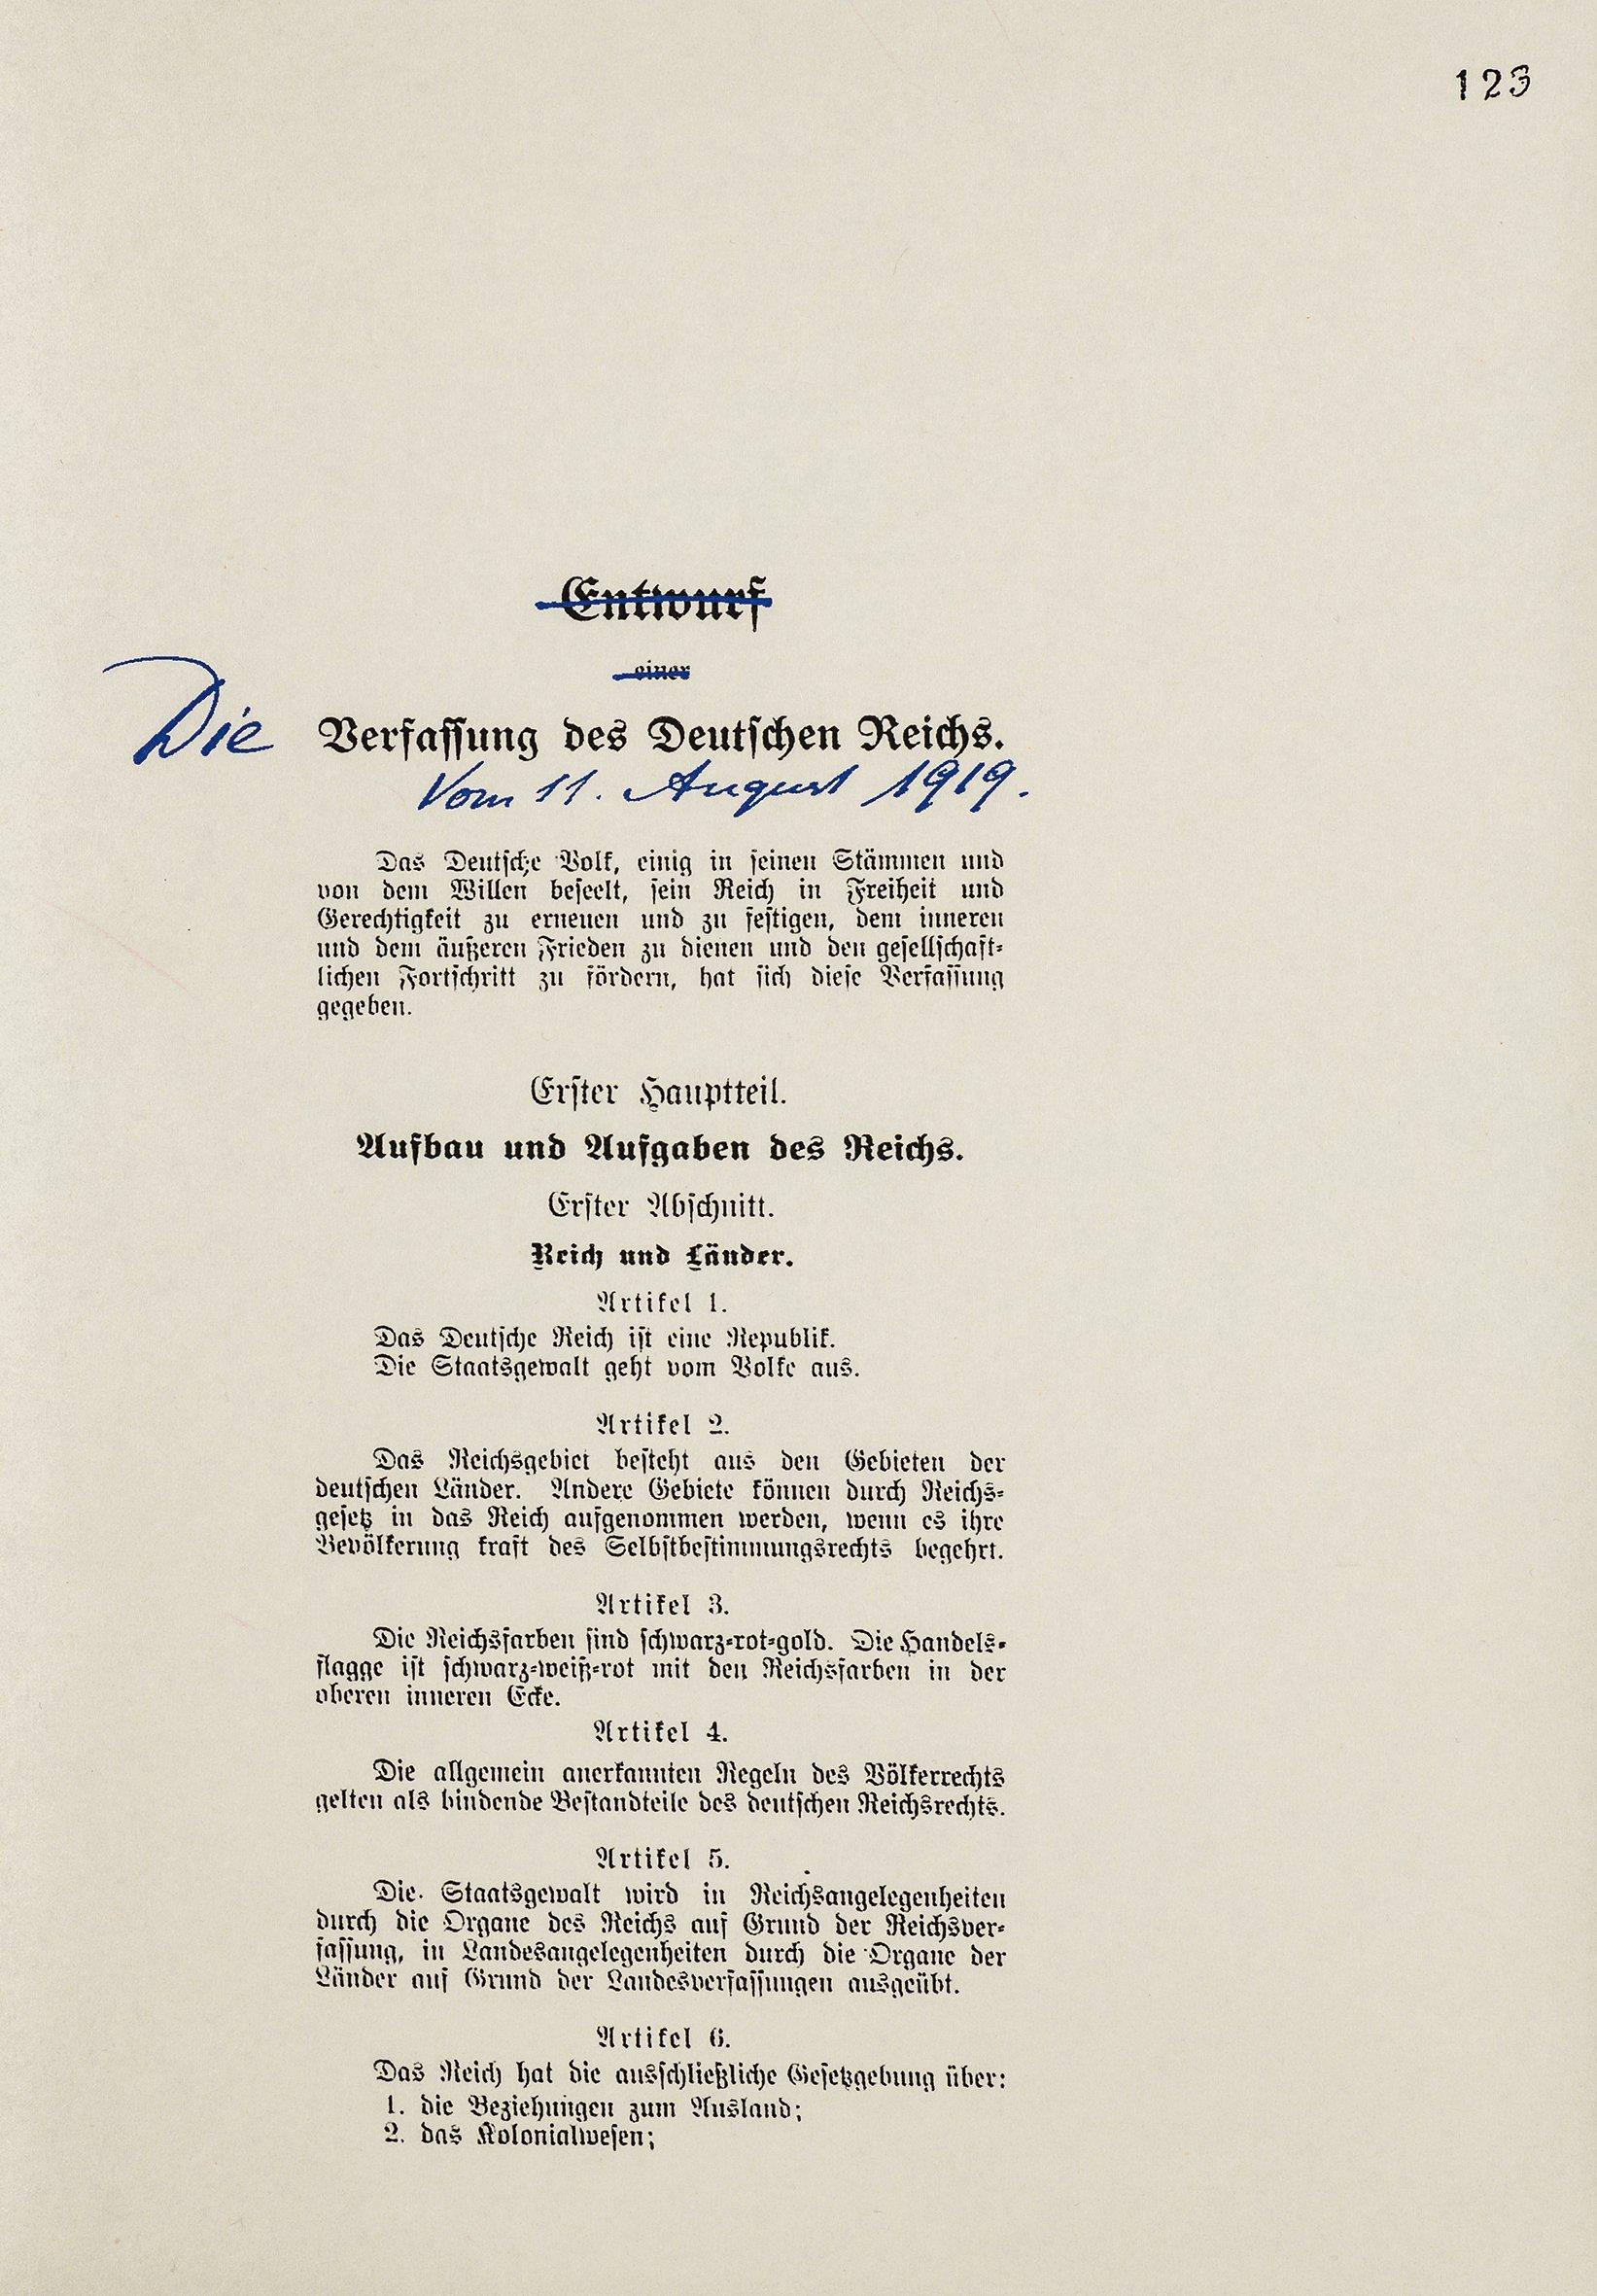 123
Entwurf
einer
Die Verfassung des Deutschen Reichs.
Vom 11. August 1919.
Das Deutsche Volk, einig in seinen Stämmen und
von dem Willen beseelt, sein Reich in Freiheit und
Gerechtigkeit zu erneuen und zu festigen, dem inneren
und dem äußeren Frieden zu dienen und den gesellschaft-
lichen Fortschritt zu fördern, hat sich diese Verfassung
gegeben.
Erster Hauptteil.
Aufbau und Aufgaben des Reichs.
Erster Abschnitt.
Reich und Länder.
Artikel 1.
Das Deutsche Reich ist eine Republik.
Die Staatsgewalt geht vom Volke aus.
Artikel 2.
Das Reichsgebiet besteht aus den Gebieten der
deutschen Länder. Andere Gebiete können durch Reichs-
gesetz in das Reich aufgenommen werden, wenn es ihre
Bevölkerung kraft des Selbstbestimmungsrechts begehrt.
Artikel 3.
Die Reichsfarben sind schwarz-rot-gold. Die Handels-
flagge ist schwarz-weiß-rot mit den Reichsfarben in der
oberen inneren Ecke.
Artikel 4.
Die allgemein anerkannten Regeln des Völkerrechts
gelten als bindende Bestandteile des deutschen Reichsrechts.
Artikel 5.
Die Staatsgewalt wird in Reichsangelegenheiten
durch die Organe des Reichs auf Grund der Reichsver-
fassung, in Landesangelegenheiten durch die Organe der
Länder auf Grund der Landesverfassungen ausgeübt.
Artikel 6.
Das Reich hat die ausschließliche Gesetzgebung über:
1. die Beziehungen zum Ausland;
2. das Kolonialwesen;